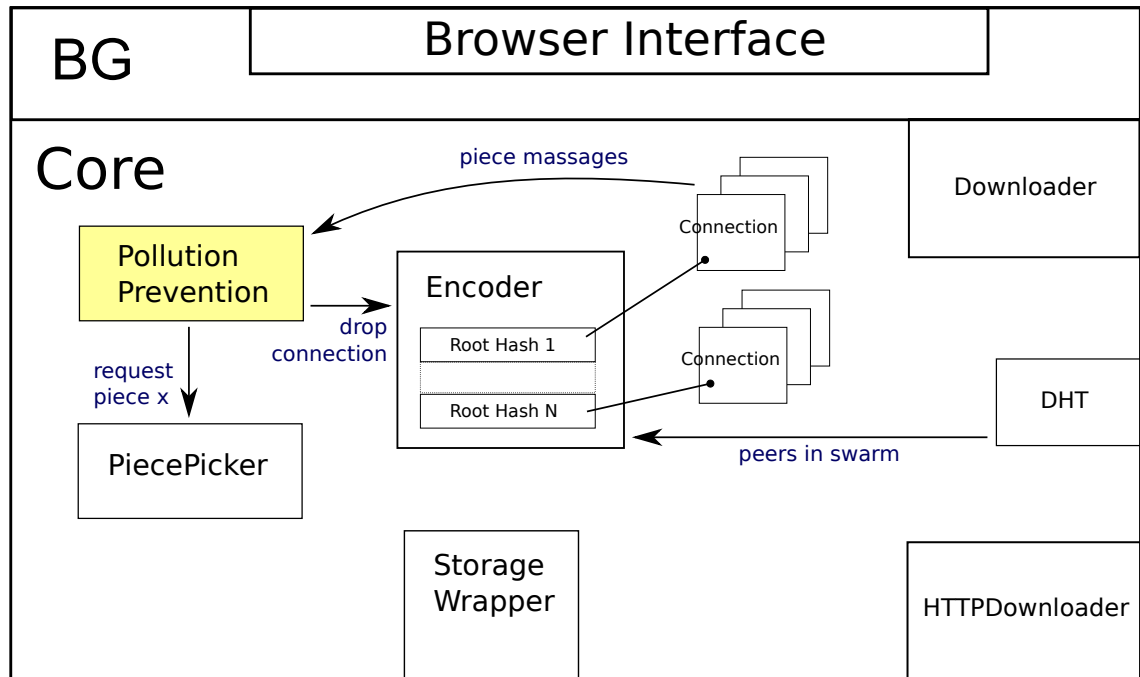 BG
Browser Interface
Core
piece massages
Connection
Downloader
Pollution
Prevention
Encoder
drop
connection
Root Hash 1
Root Hash N
Connection
request
piece x
DHT
peers in swarm
PiecePicker
Storage
Wrapper
HTTPDownloader